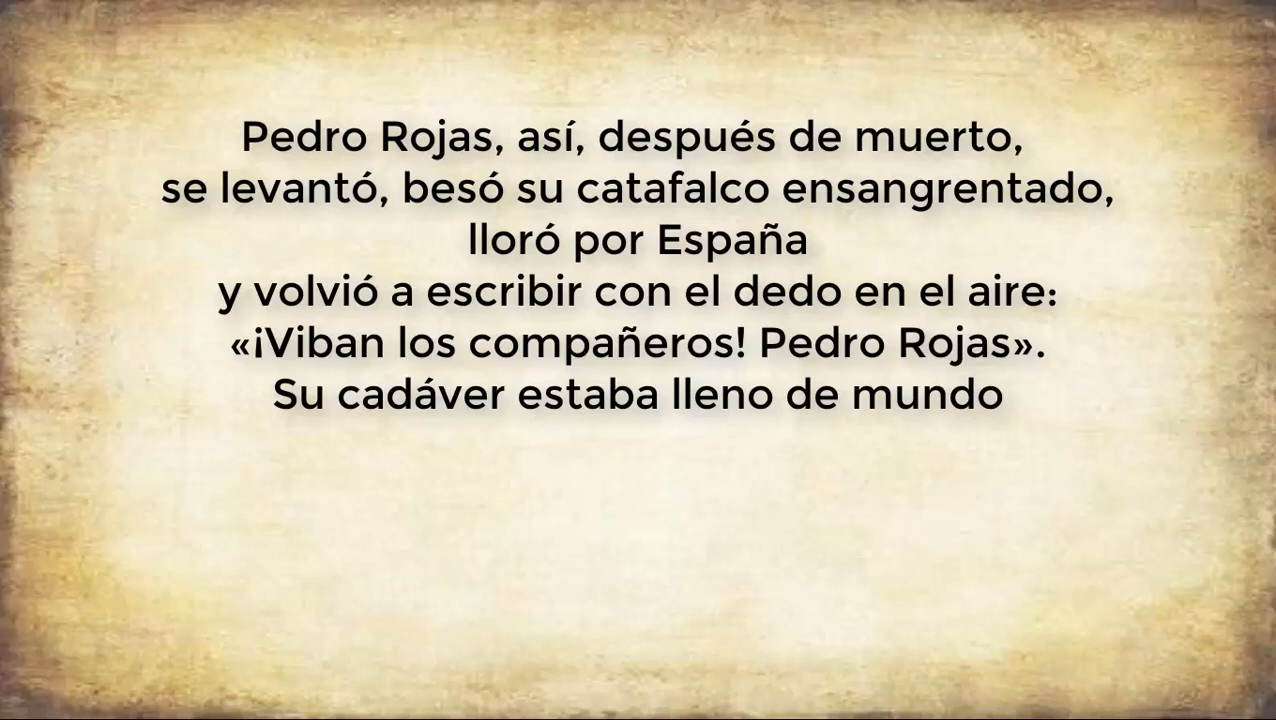 Pedro Rojas, así, después de muerto,
se levantó, besó su catafalco ensangrentado,
lloró por España
y volvió a escribir con el dedo en el aire:
«¡Viban los compañeros! Pedro Rojas».
Su cadáver estaba lleno de mundo